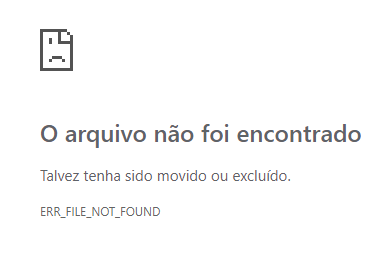 O arquivo não foi encontrado
Talvez tenha sido movido ou excluído.
ERR_FILE_NOT_FOUND